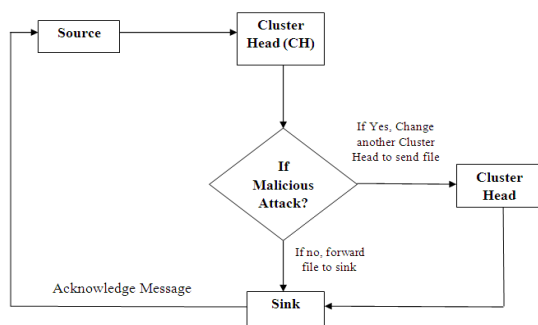 Source
Cluster
Head (CH)
If Yes, Change
another Cluster
Head to send file
If
Malicious
Attack?
Cluster
Head
If no, forward
file to sink
Acknowledge Message
Sink